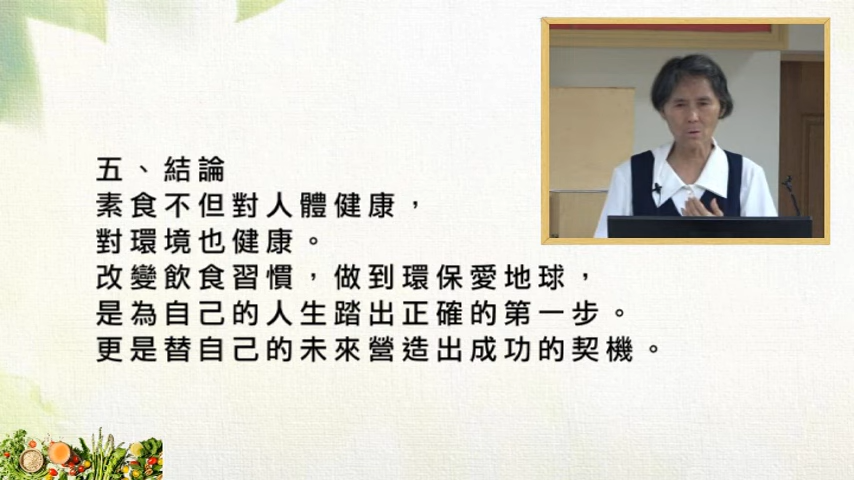 五、結論
素食不但對人體健康，
對環境也健康。
改變飲食習慣，做到環保愛地球，
是為自己的人生踏出正確的第一步。
更是替自己的未來營造出成功的契機。